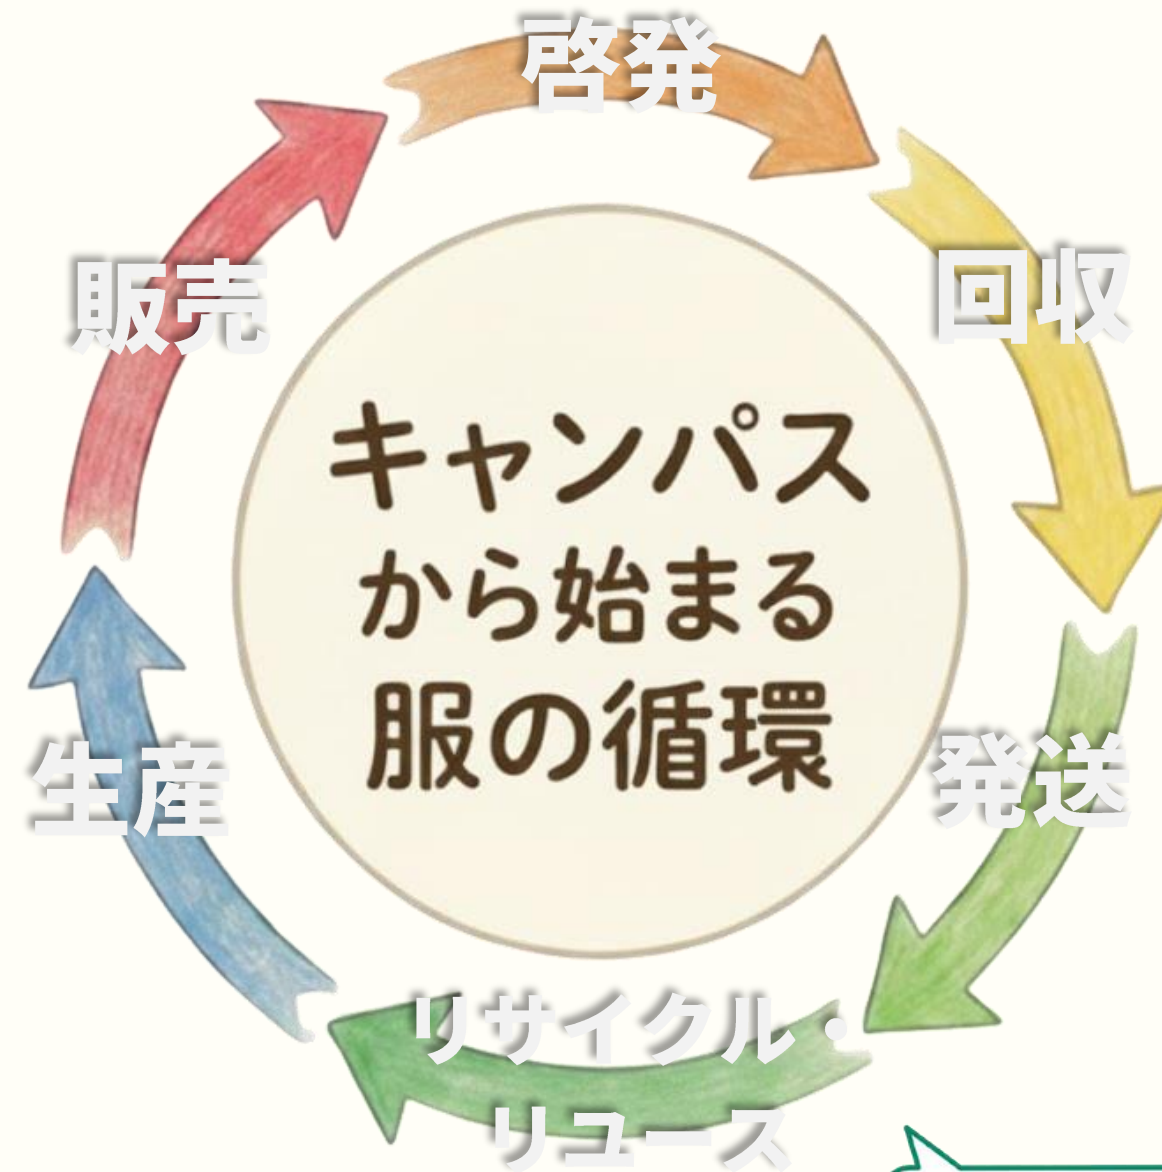 啓発
販売
回収
キャンパス
から始まる
服の循環
生産
発送
リサイクル・
リユース